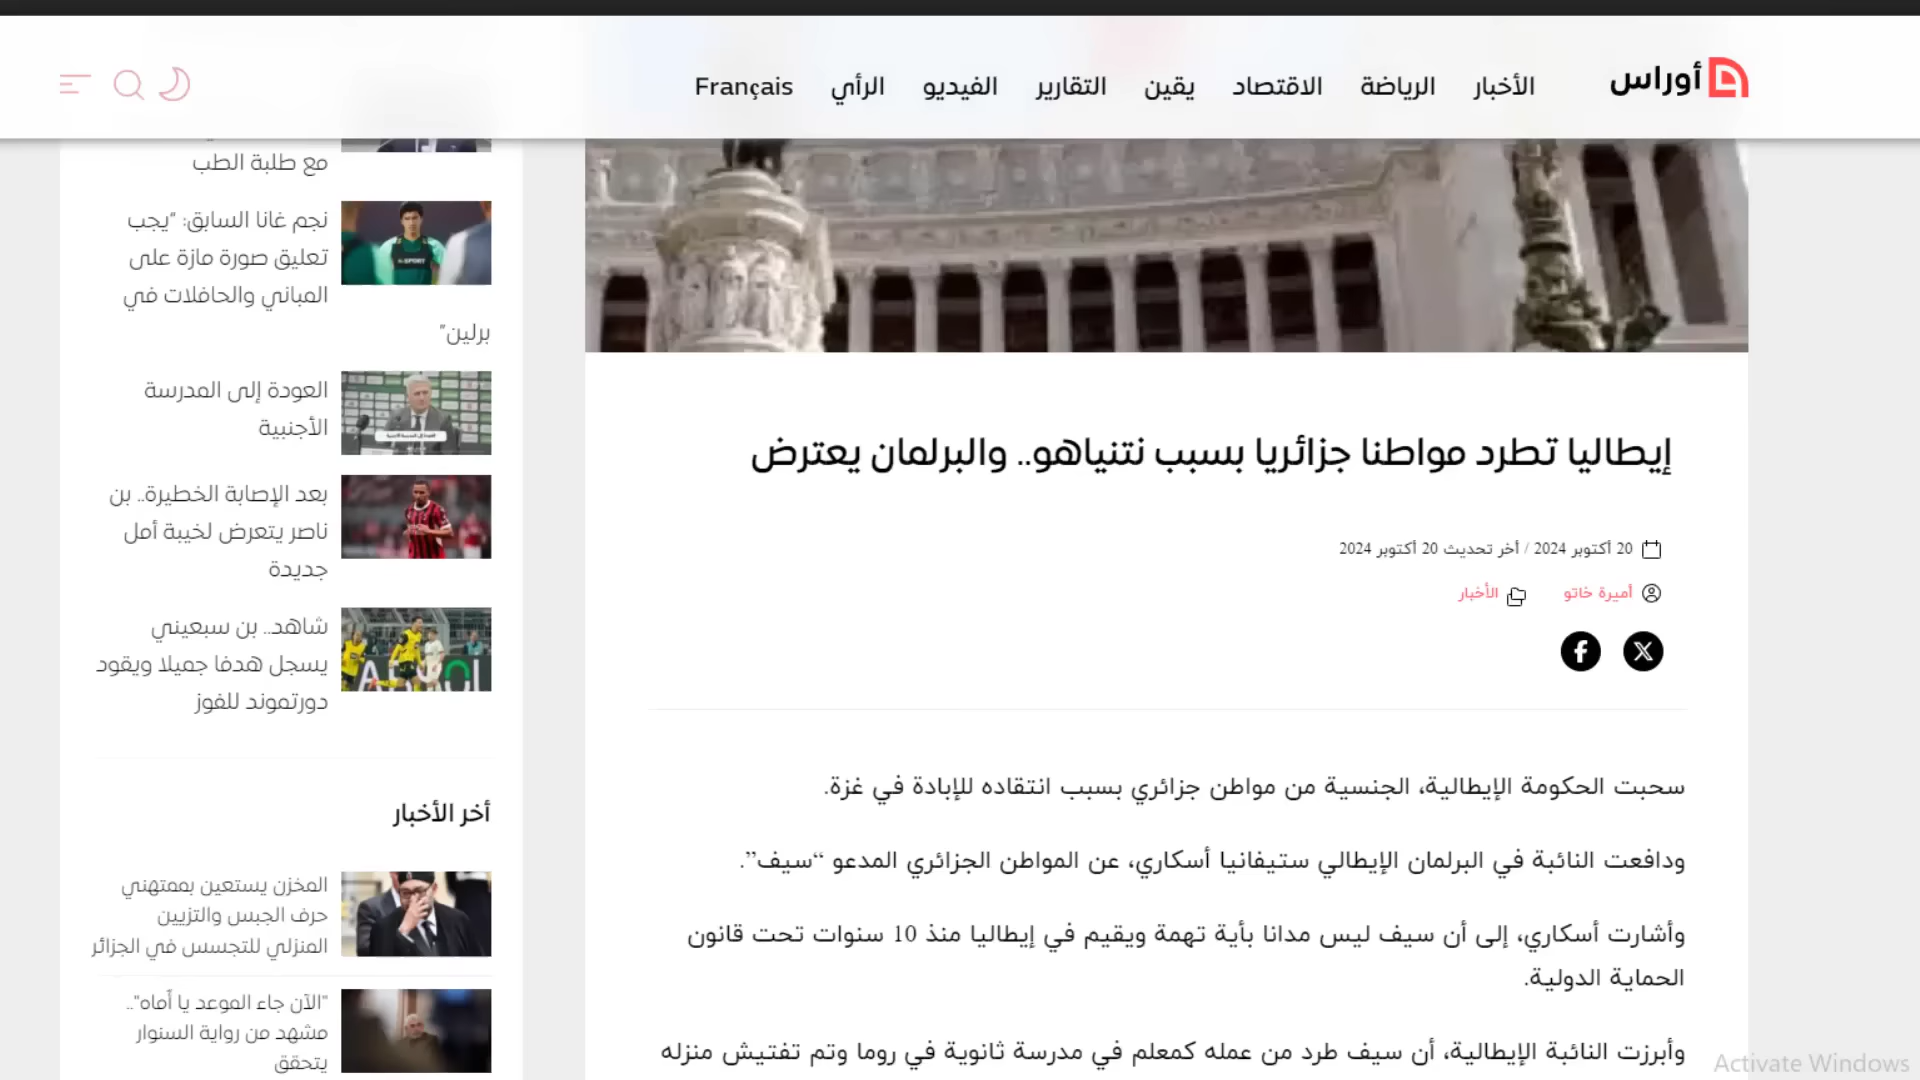 أوراس
الأخبار
الرياضة
الاقتصاد
يقين
التقارير
الفيديو
الرأي
Français
إيطاليا تطرد مواطنا جزائريا بسبب نتنياهو.. والبرلمان يعترض
20 أكتوبر 2024 / أخر تحديث 20 أكتوبر 2024
أميرة خاتو
الأخبار
سحبت الحكومة الإيطالية، الجنسية من مواطن جزائري بسبب انتقاده للإبادة في غزة.
ودافعت النائبة في البرلمان الإيطالي ستيفانيا أسكاري، عن المواطن الجزائري المدعو “سيف”.
وأشارت أسكاري، إلى أن سيف ليس مدانا بأية تهمة ويقيم في إيطاليا منذ 10 سنوات تحت قانون
الحماية الدولية.
وأبرزت النائبة الإيطالية، أن سيف طرد من عمله كمعلم في مدرسة ثانوية في روما وتم تفتيش منزله
مع طلبة الطب
نجم غانا السابق: “يجب
تعليق صورة مازة على
المباني والحافلات في
برلين”
العودة إلى المدرسة
الأجنبية
بعد الإصابة الخطيرة.. بن
ناصر يتعرض لخيبة أمل
جديدة
شاهد.. بن سبعيني
يسجل هدفا جميلا ويقود
دورتموند للفوز
أخر الأخبار
المخزن يستعين بممتهني
حرف الجبس والتزيين
المنزلي للتجسس في الجزائر
"الآن جاء الموعد يا أماه"..
مشهد من رواية السنوار
يتحقق
Activate Windows